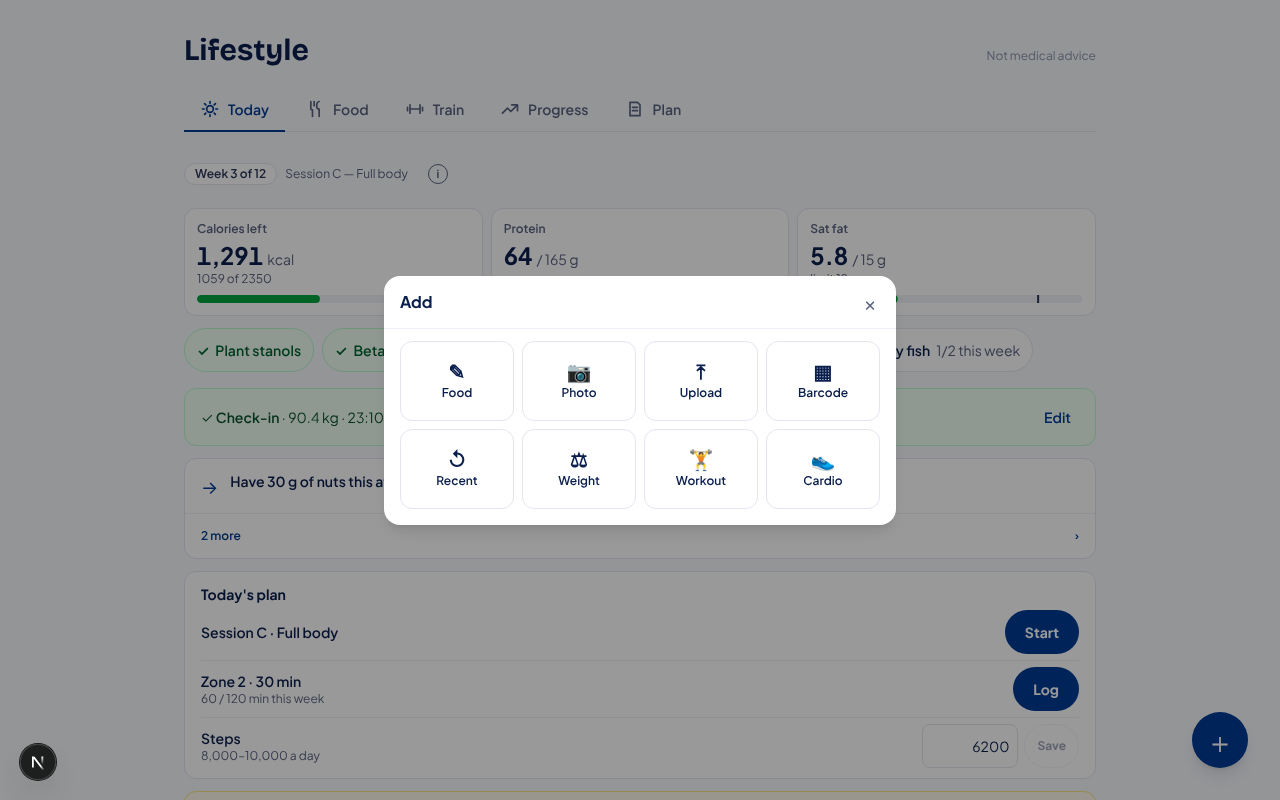 Lifestyle
Not medical advice
Today Food Train Progress Plan
Week 3 of 12 Session C — Full body i
Calories left
1,291 kcal
1059 of 2350
Protein
64 / 165 g
Sat fat
5.8 / 15 g
✓ Plant stanols
✓ Beta
fish 1/2 this week
✓ Check-in · 90.4 kg · 23:10
Edit
Add
×
Food
Photo
Upload
Barcode
Recent
Weight
Workout
Cardio
→ Have 30 g of nuts this
2 more ›
Today's plan
Session C · Full body
Start
Zone 2 · 30 min
60 / 120 min this week
Log
Steps
8,000–10,000 a day
6200
Save
+
N